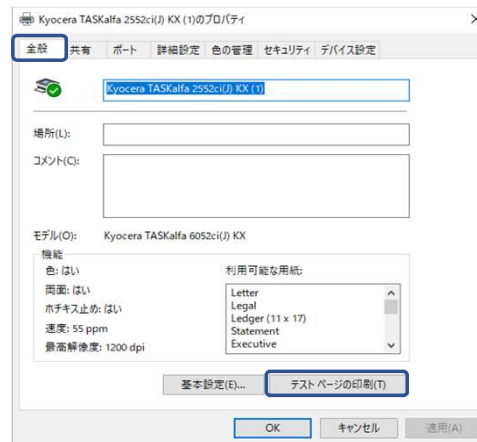 Kyocera TASKalfa 2552ci(J) KX (1)のプロパティ
全般 共有 ポート 詳細設定 色の管理 セキュリティ デバイス設定
Kyocera TASKalfa 2552ci(J) KX (1)
場所(L):
コメント(C):
モデル(O): Kyocera TASKalfa 6052ci(J) KX
機能
色: はい
利用可能な用紙:
両面: はい
ホチキス止め: はい
速度: 55 ppm
最高解像度: 1200 dpi
Letter
Legal
Ledger (11 x 17)
Statement
Executive
基本設定(E)... テスト ページの印刷(T)
OK キャンセル 適用(A)